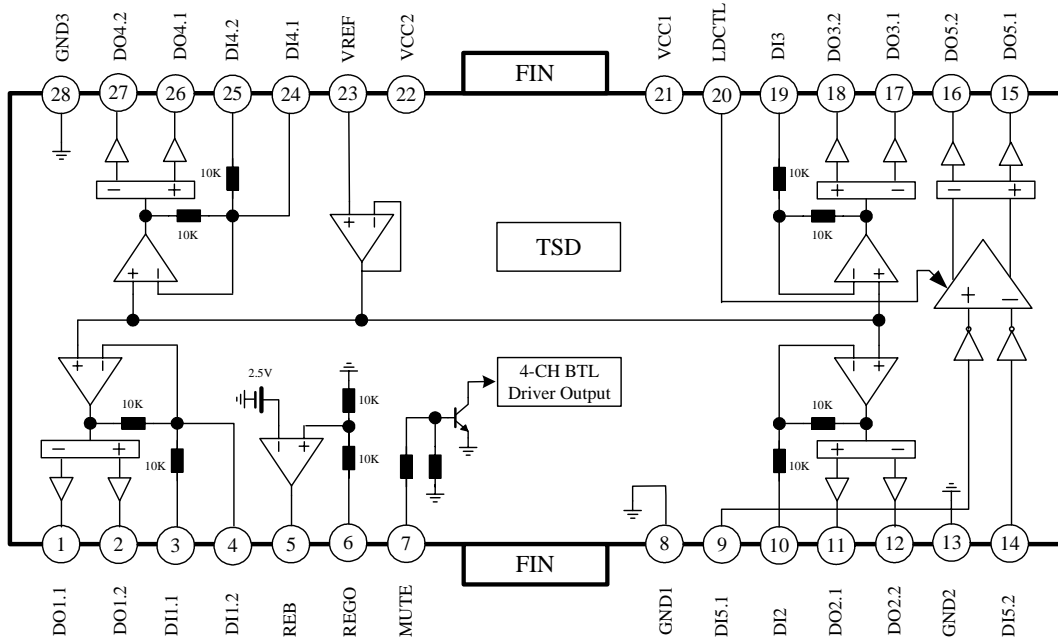 GND3
DO4.2
DO4.1
DI4.2
DI4.1
VREF
VCC2
VCC1
LDCTL
DI3
DO3.2
DO3.1
DO5.2
DO5.1
FIN
28
27
26
25
24
23
22
21
20
19
18
17
16
15
10K
10K
− +
+ −
− +
10K
10K
+ −
+ −
TSD
− +
+ −
+ −
+ −
− +
2.5V
4-CH BTL
Driver Output
10K
10K
10K
− +
10K
− +
10K
10K
+ −
1
2
3
4
5
6
7
8
9
10
11
12
13
14
FIN
DO1.1
DO1.2
DI1.1
DI1.2
REB
REGO
MUTE
GND1
DI5.1
DI2
DO2.1
DO2.2
GND2
DI5.2